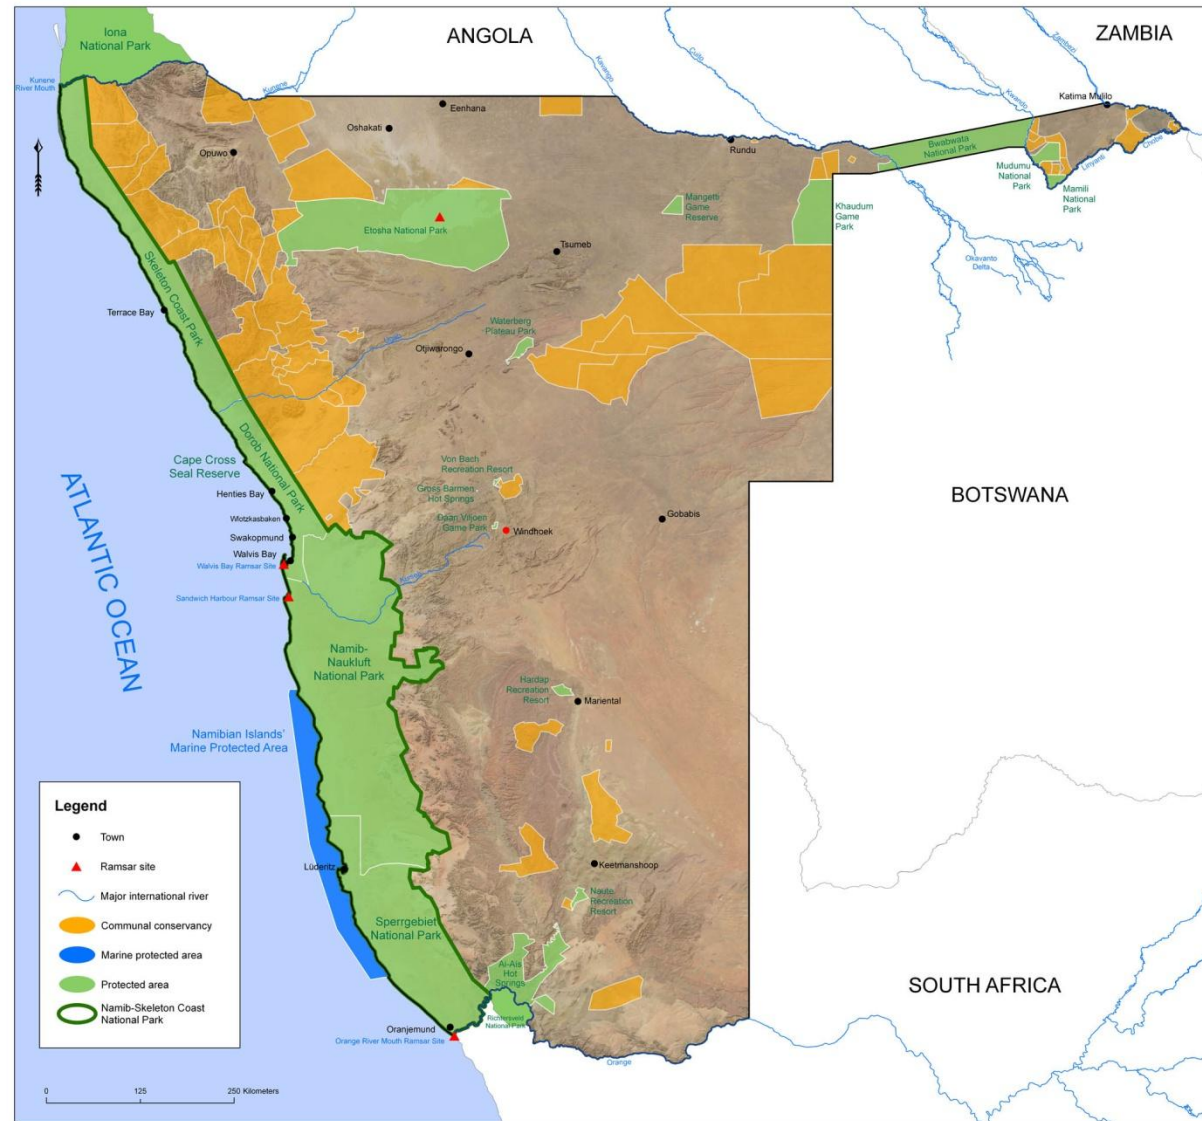 Iona
National Park
ANGOLA
ZAMBIA
Kunene
River Mouth
Kunene
Kavango
Cuito
Kwando
Zambezi
Katima Mulilo
Eenhana
Oshakati
Opuwo
Rundu
Bwabwata
National Park
Chobe
Linyanti
Mudumu
National
Park
Mamili
National
Park
Mangetti
Game
Reserve
Khaudum
Game
Park
Etosha National Park
Tsumeb
Okavanto
Delta
Skeleton Coast Park
Terrace Bay
Waterberg
Plateau Park
Otjiwarongo
Dorob National Park
Cape Cross
Seal Reserve
Von Bach
Recreation Resort
Gross Barmen
Hot Springs
Daan Viljoen
Game Park
Windhoek
Gobabis
BOTSWANA
Henties Bay
Wlotzkasbaken
Swakopmund
Walvis Bay
Walvis Bay Ramsar Site
Sandwich Harbour Ramsar Site
ATLANTIC OCEAN
Namib-
Naukluft
National Park
Hardap
Recreation
Resort
Mariental
Namibian Islands'
Marine Protected Area
Lüderitz
Keetmanshoop
Naute
Recreation
Resort
Sperrgebiet
National Park
Ai-Ais
Hot
Springs
Richtersveld
National Park
SOUTH AFRICA
Oranjemund
Orange River Mouth Ramsar Site
Orange
Legend
Town
Ramsar site
Major international river
Communal conservancy
Marine protected area
Protected area
Namib-Skeleton Coast
National Park
0 125 250 Kilometers